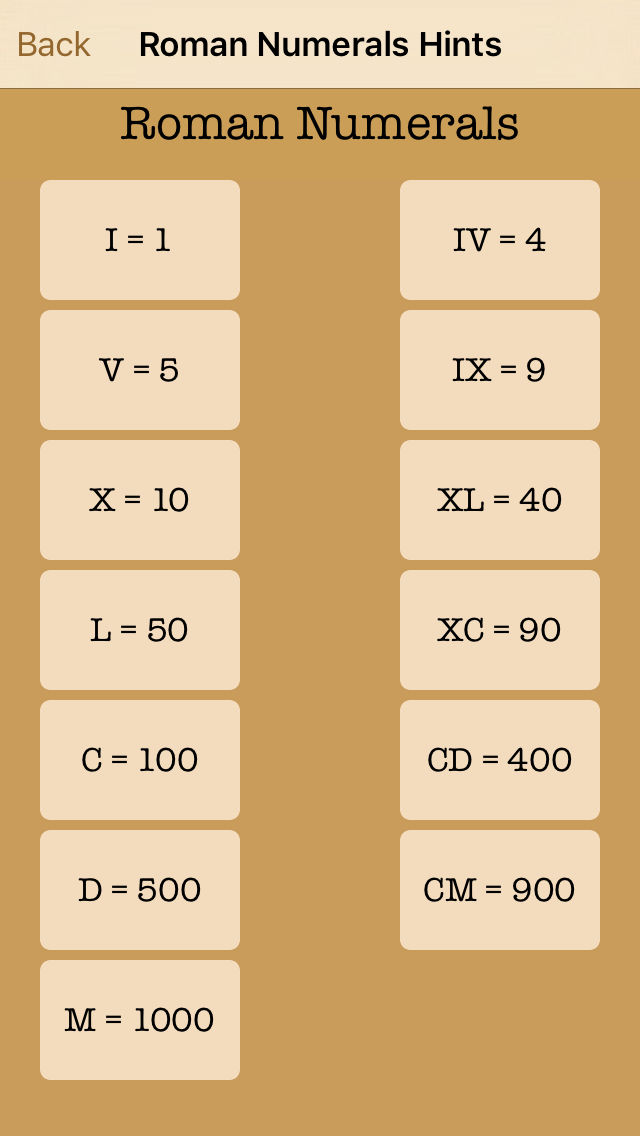 Back Roman Numerals Hints
Roman Numerals
I = 1
IV = 4
V = 5
IX = 9
X = 10
XL = 40
L = 50
XC = 90
C = 100
CD = 400
D = 500
CM = 900
M = 1000